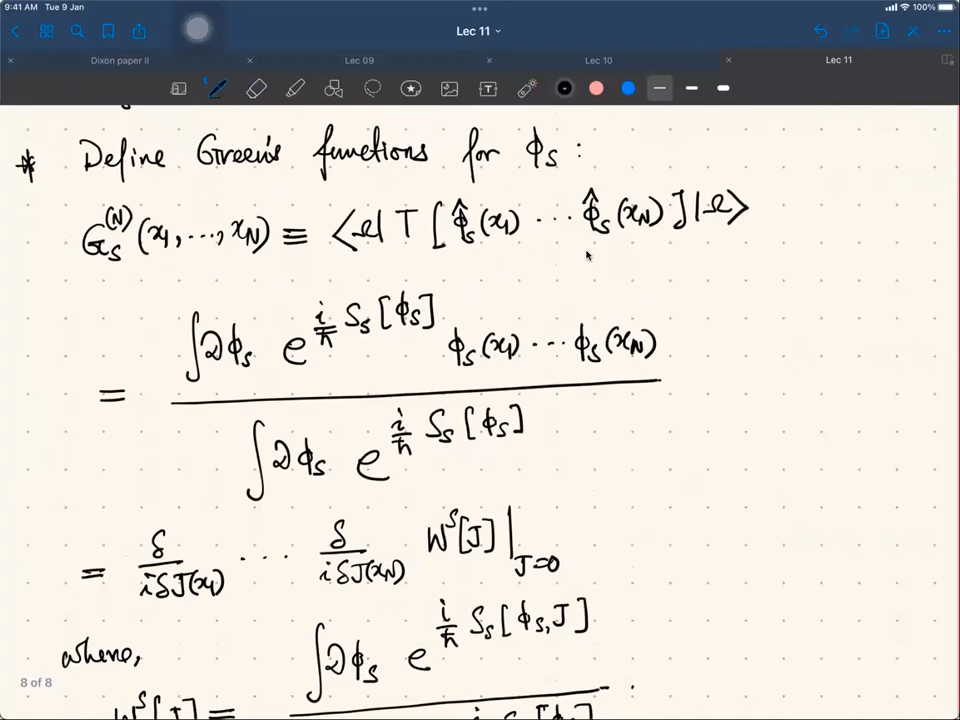 9:41 AM Tue 9 Jan
100%
Lec 11
Dixon paper II
Lec 09
Lec 10
Lec 11
* Define Green's functions for ϕ_S :
G_S^(N) (x_1, ..., x_N) ≡ <Ω| T [ ϕ̂_S(x_1) ... ϕ̂_S(x_N) ] |Ω>
= ∫𝒟ϕ_S e^{i/ħ S_S[ϕ_S]} ϕ_S(x_1) ... ϕ_S(x_N)
∫𝒟ϕ_S e^{i/ħ S_S[ϕ_S]}
= δ/iδJ(x_1) ... δ/iδJ(x_N) W^S[J] |_{J=0}
where,
∫𝒟ϕ_S e^{i/ħ S_S[ϕ_S, J]}
8 of 8
W^S[J] =